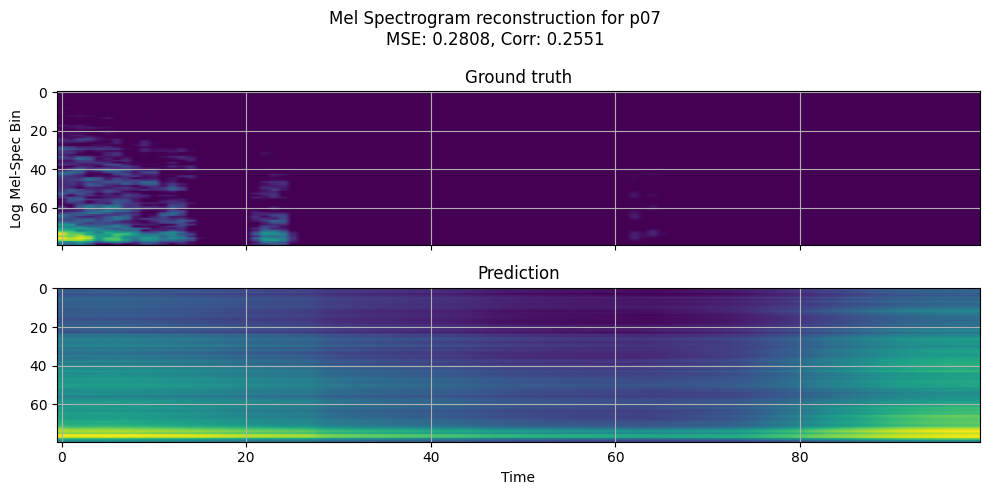 Mel Spectrogram reconstruction for p07
MSE: 0.2808, Corr: 0.2551
Ground truth
Log Mel-Spec Bin
0
20
40
60
Prediction
0
20
40
60
0 20 40 60 80
Time